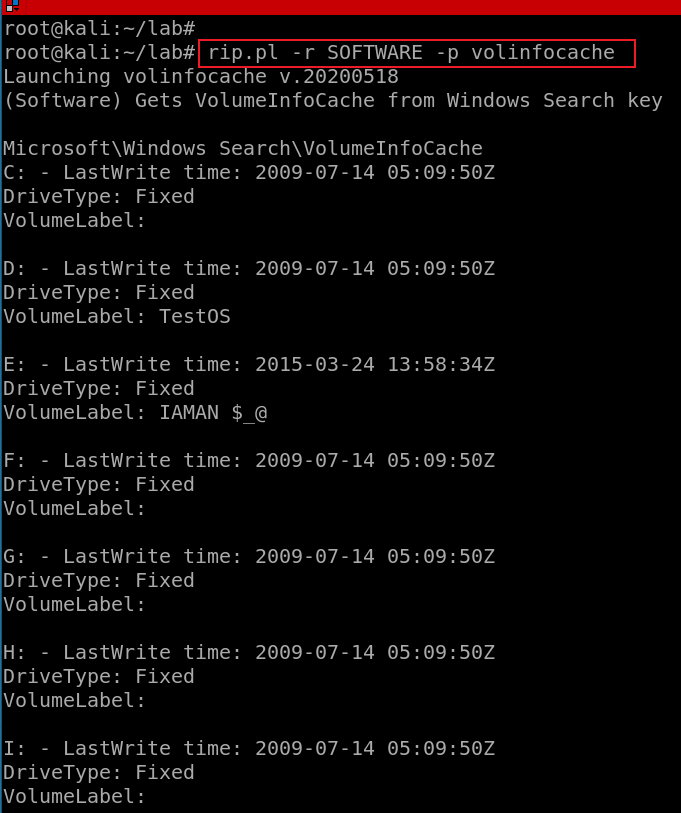 root@kali:~/lab#
root@kali:~/lab# rip.pl -r SOFTWARE -p volinfocache
Launching volinfocache v.20200518
(Software) Gets VolumeInfoCache from Windows Search key
Microsoft\Windows Search\VolumeInfoCache
C: - LastWrite time: 2009-07-14 05:09:50Z
DriveType: Fixed
VolumeLabel:
D: - LastWrite time: 2009-07-14 05:09:50Z
DriveType: Fixed
VolumeLabel: TestOS
E: - LastWrite time: 2015-03-24 13:58:34Z
DriveType: Fixed
VolumeLabel: IAMAN $_@
F: - LastWrite time: 2009-07-14 05:09:50Z
DriveType: Fixed
VolumeLabel:
G: - LastWrite time: 2009-07-14 05:09:50Z
DriveType: Fixed
VolumeLabel:
H: - LastWrite time: 2009-07-14 05:09:50Z
DriveType: Fixed
VolumeLabel:
I: - LastWrite time: 2009-07-14 05:09:50Z
DriveType: Fixed
VolumeLabel: